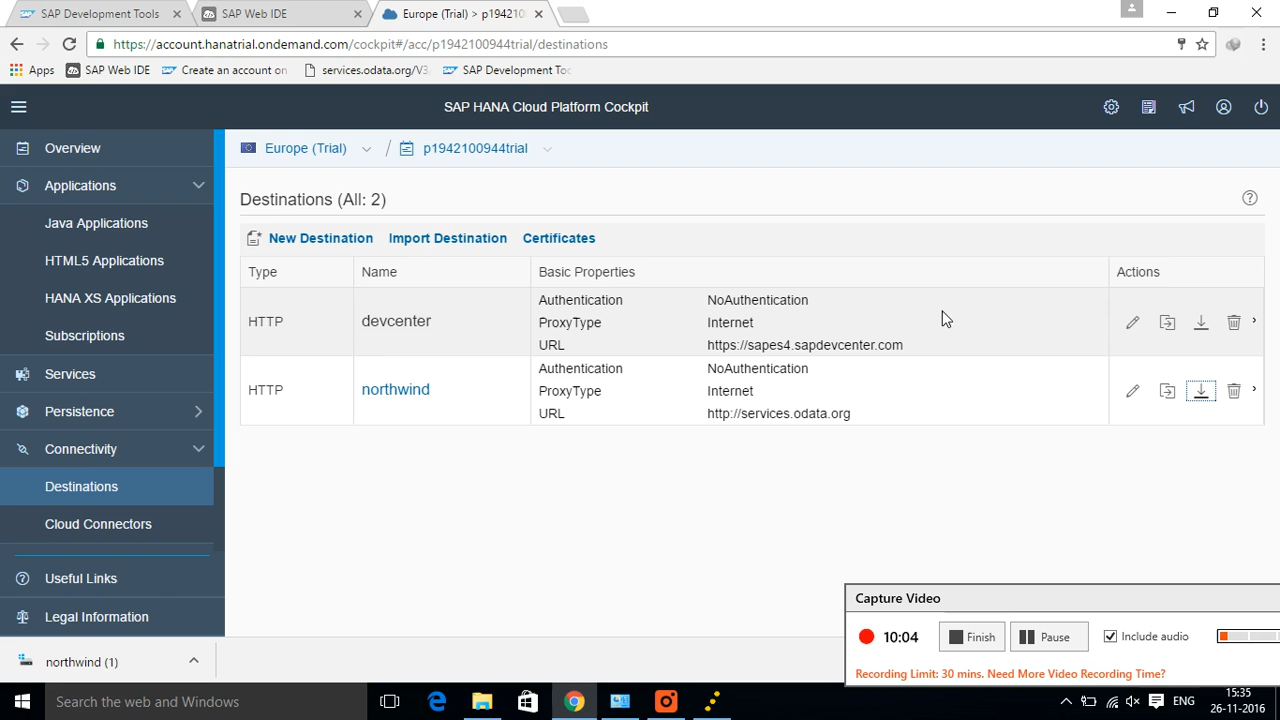 SAP Development Tools
SAP Web IDE
Europe (Trial) > p19421
https://account.hanatrial.ondemand.com/cockpit#/acc/p1942100944trial/destinations
Apps
SAP Web IDE
Create an account on
services.odata.org/V3
SAP Development Too
SAP HANA Cloud Platform Cockpit
Overview
Europe (Trial) / p1942100944trial
Applications
Java Applications
HTML5 Applications
HANA XS Applications
Subscriptions
Services
Persistence
Connectivity
Destinations
Cloud Connectors
Useful Links
Legal Information
Destinations (All: 2)
New Destination Import Destination Certificates
Type Name Basic Properties Actions
HTTP devcenter Authentication NoAuthentication
ProxyType Internet
URL https://sapes4.sapdevcenter.com
HTTP northwind Authentication NoAuthentication
ProxyType Internet
URL http://services.odata.org
Capture Video
10:04 Finish Pause Include audio
Recording Limit: 30 mins. Need More Video Recording Time?
northwind (1)
Search the web and Windows
ENG
15:35
26-11-2016